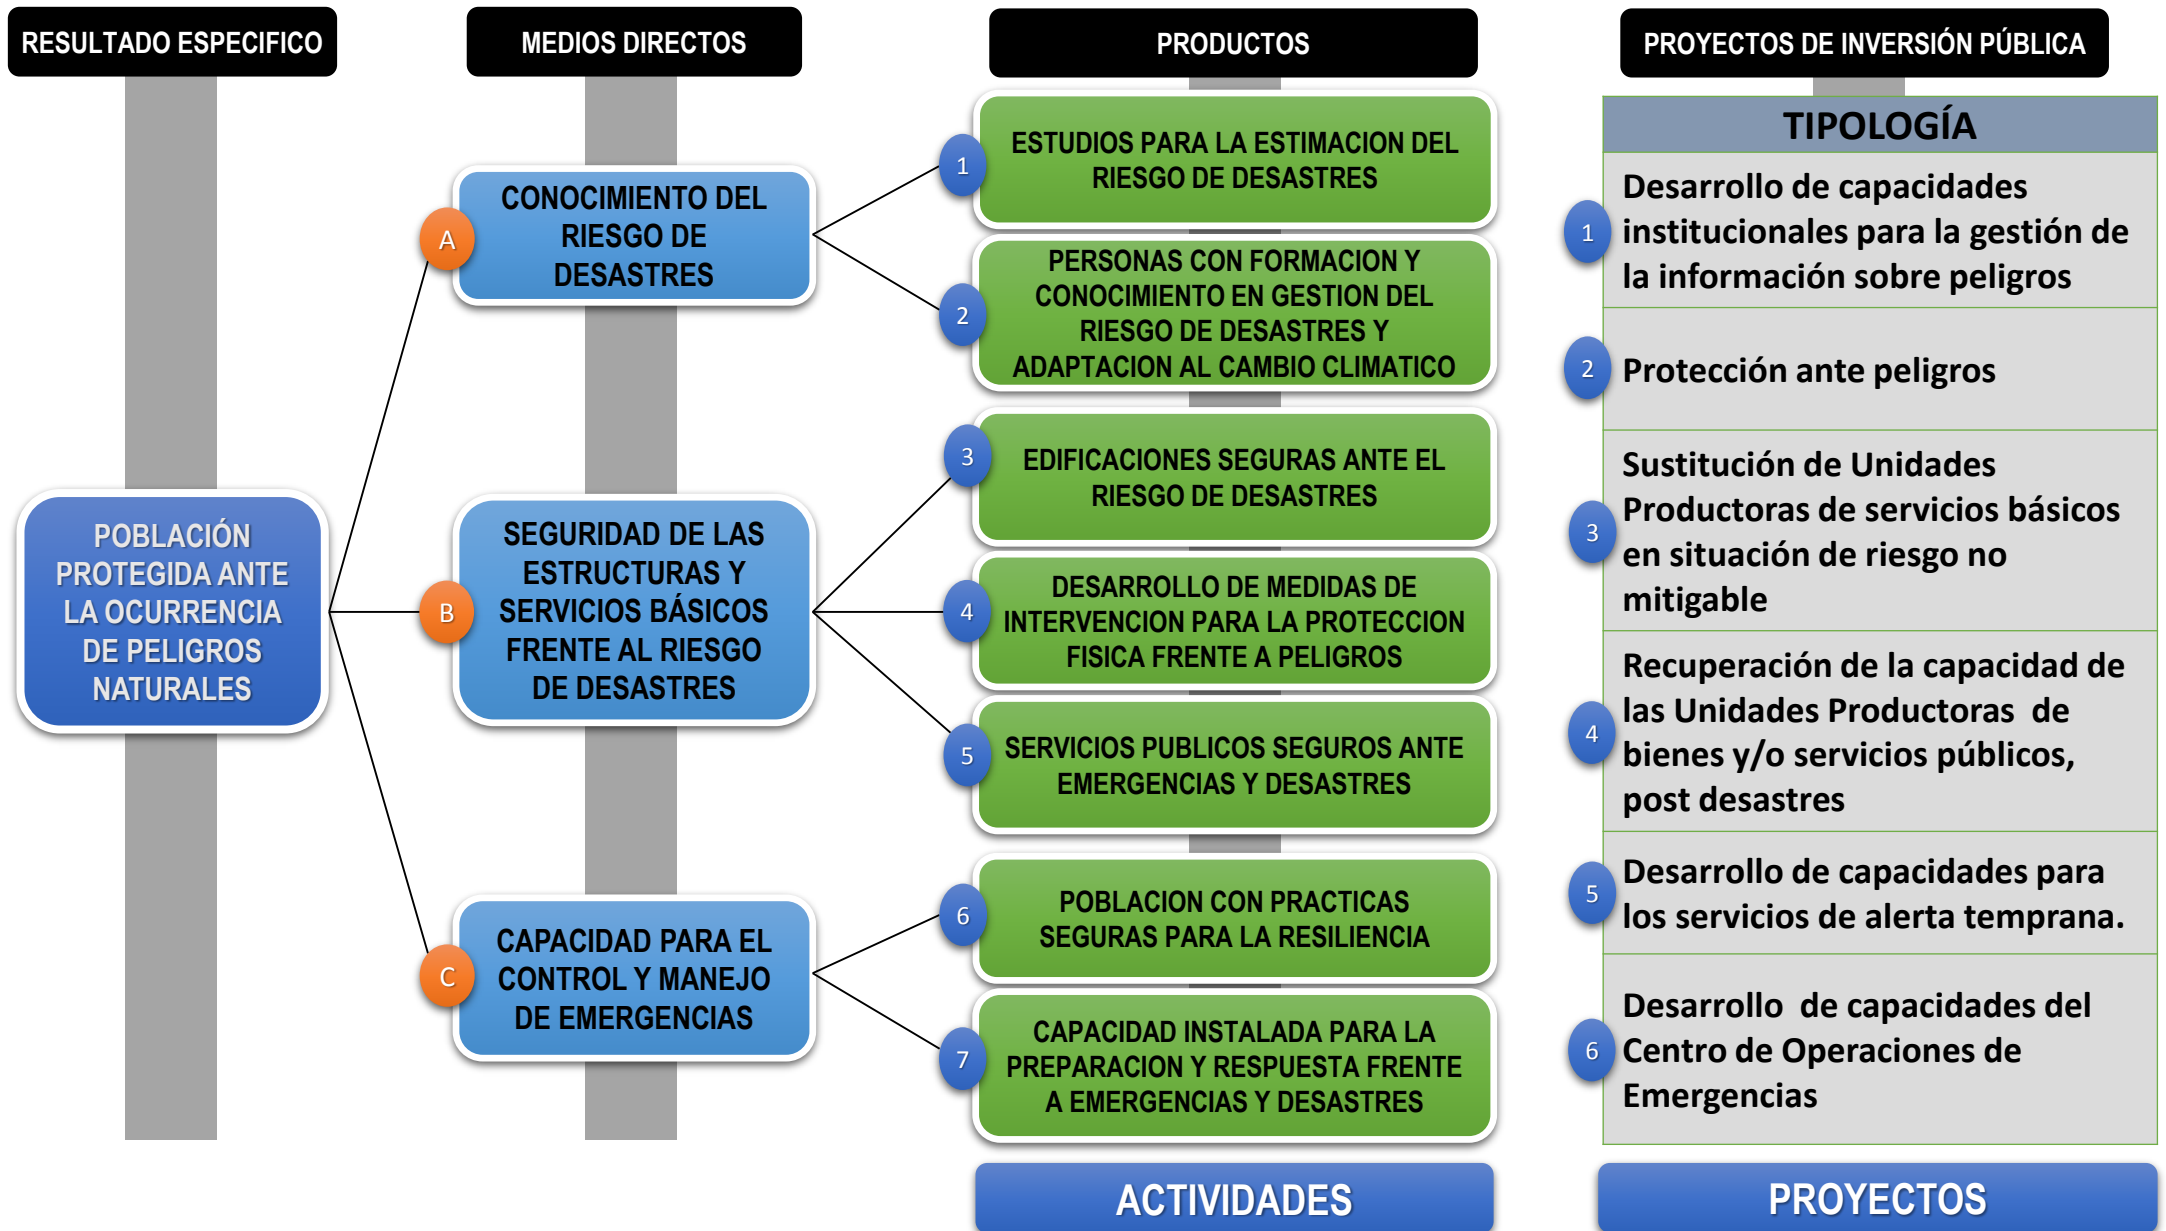 RESULTADO ESPECIFICO
MEDIOS DIRECTOS
PRODUCTOS
PROYECTOS DE INVERSIÓN PÚBLICA
POBLACIÓN
PROTEGIDA ANTE
LA OCURRENCIA
DE PELIGROS
NATURALES
A
CONOCIMIENTO DEL
RIESGO DE
DESASTRES
B
SEGURIDAD DE LAS
ESTRUCTURAS Y
SERVICIOS BÁSICOS
FRENTE AL RIESGO
DE DESASTRES
C
CAPACIDAD PARA EL
CONTROL Y MANEJO
DE EMERGENCIAS
1
ESTUDIOS PARA LA ESTIMACION DEL
RIESGO DE DESASTRES
2
PERSONAS CON FORMACION Y
CONOCIMIENTO EN GESTION DEL
RIESGO DE DESASTRES Y
ADAPTACION AL CAMBIO CLIMATICO
3
EDIFICACIONES SEGURAS ANTE EL
RIESGO DE DESASTRES
4
DESARROLLO DE MEDIDAS DE
INTERVENCION PARA LA PROTECCION
FISICA FRENTE A PELIGROS
5
SERVICIOS PUBLICOS SEGUROS ANTE
EMERGENCIAS Y DESASTRES
6
POBLACION CON PRACTICAS
SEGURAS PARA LA RESILIENCIA
7
CAPACIDAD INSTALADA PARA LA
PREPARACION Y RESPUESTA FRENTE
A EMERGENCIAS Y DESASTRES
ACTIVIDADES
TIPOLOGÍA
1
Desarrollo de capacidades
institucionales para la gestión de
la información sobre peligros
2
Protección ante peligros
3
Sustitución de Unidades
Productoras de servicios básicos
en situación de riesgo no
mitigable
4
Recuperación de la capacidad de
las Unidades Productoras  de
bienes y/o servicios públicos,
post desastres
5
Desarrollo de capacidades para
los servicios de alerta temprana.
6
Desarrollo  de capacidades del
Centro de Operaciones de
Emergencias
PROYECTOS